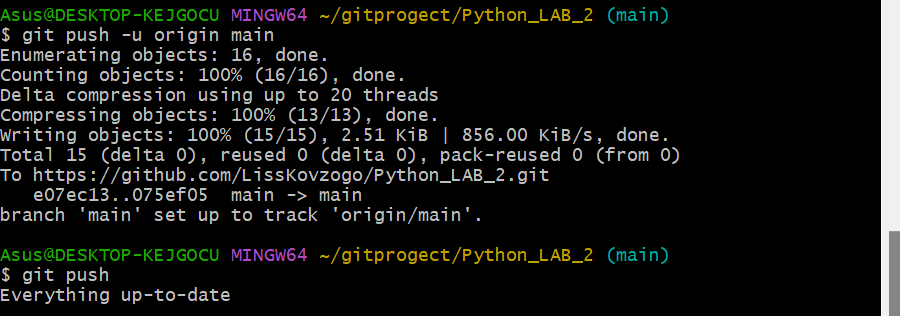 Asus@DESKTOP-KEJGOCU MINGW64 ~/gitprogect/Python_LAB_2 (main)
$ git push -u origin main
Enumerating objects: 16, done.
Counting objects: 100% (16/16), done.
Delta compression using up to 20 threads
Compressing objects: 100% (13/13), done.
Writing objects: 100% (15/15), 2.51 KiB | 856.00 KiB/s, done.
Total 15 (delta 0), reused 0 (delta 0), pack-reused 0 (from 0)
To https://github.com/LissKovzogo/Python_LAB_2.git
   e07ec13..075ef05  main -> main
branch 'main' set up to track 'origin/main'.
Asus@DESKTOP-KEJGOCU MINGW64 ~/gitprogect/Python_LAB_2 (main)
$ git push
Everything up-to-date